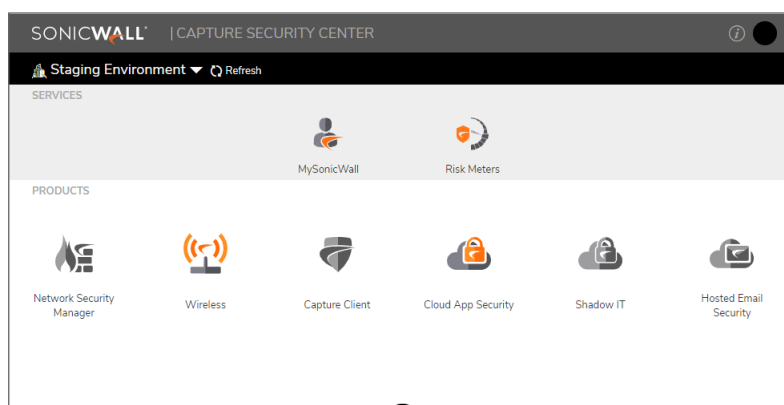 SONICWALL | CAPTURE SECURITY CENTER
Staging Environment Refresh
SERVICES
MySonicWall Risk Meters
PRODUCTS
Network Security Manager
Wireless
Capture Client
Cloud App Security
Shadow IT
Hosted Email Security